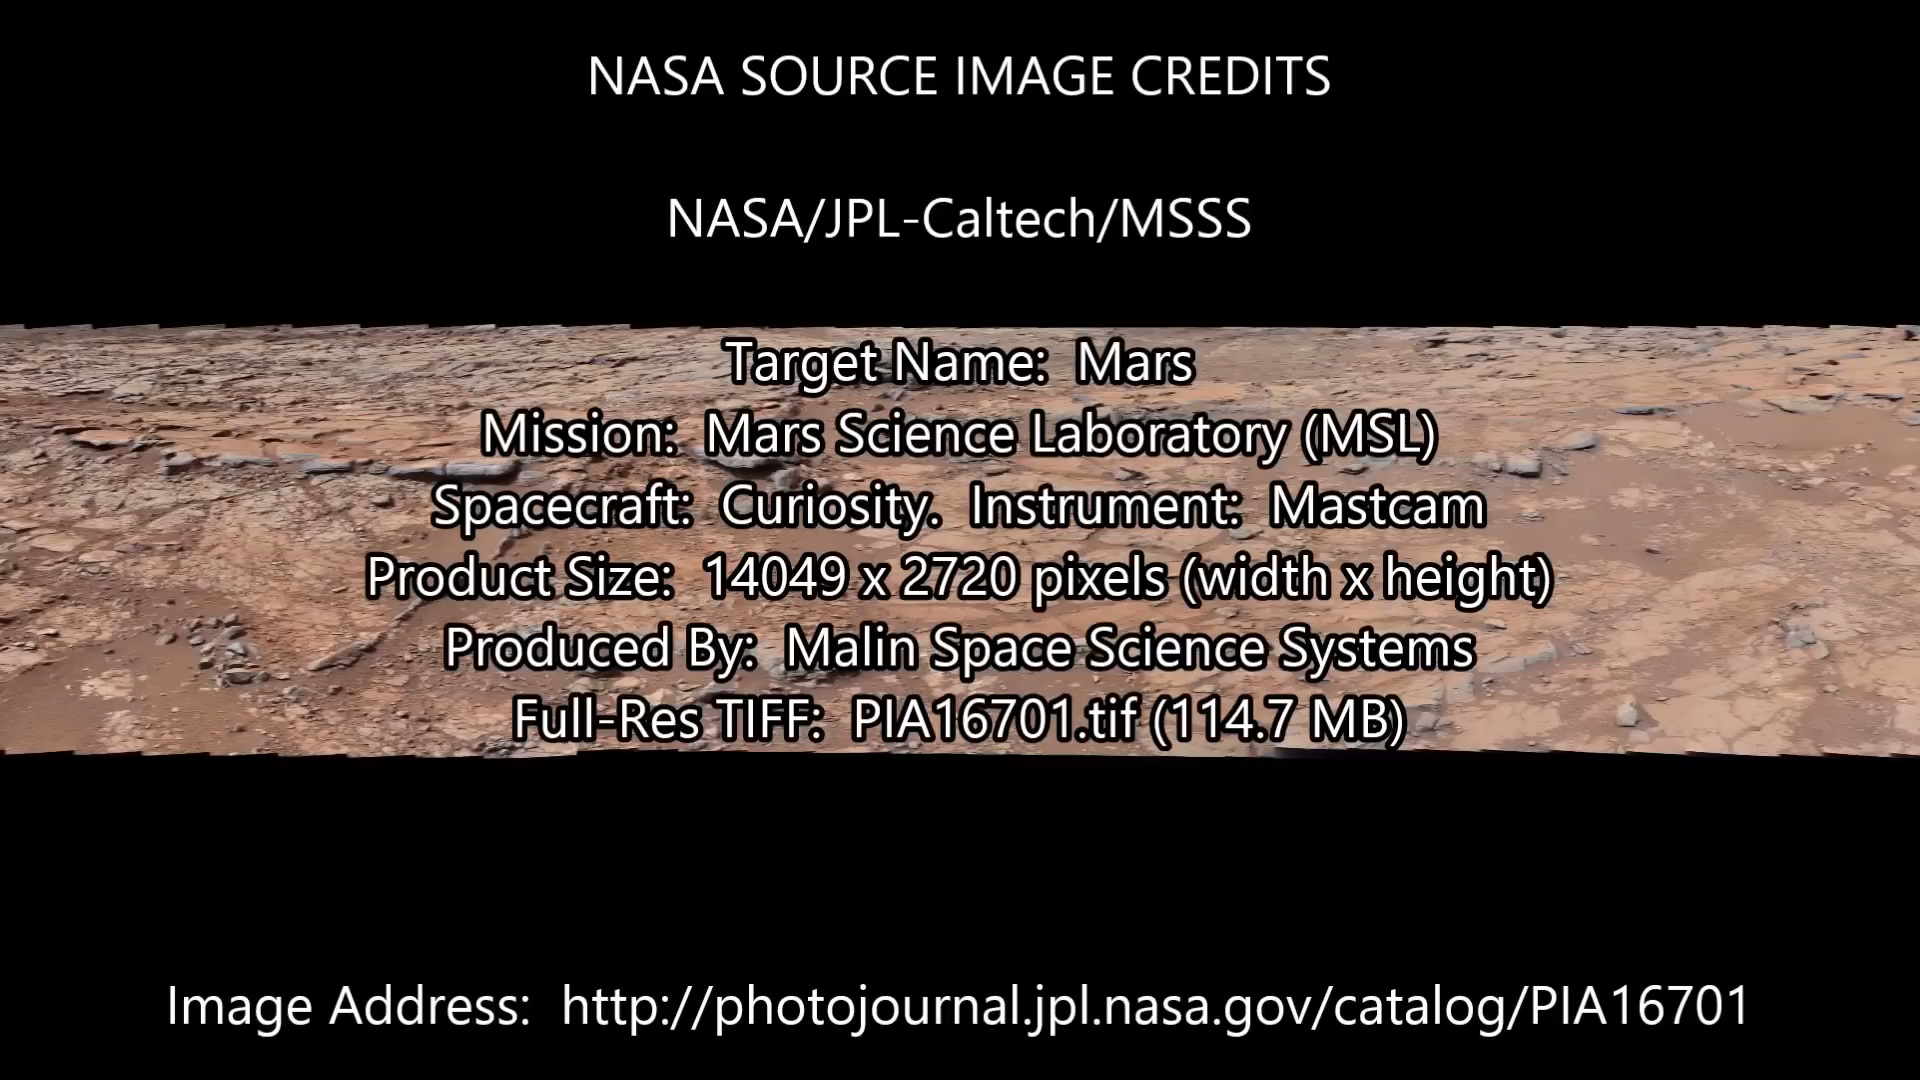 NASA SOURCE IMAGE CREDITS
NASA/JPL-Caltech/MSSS
Target Name: Mars
Mission: Mars Science Laboratory (MSL)
Spacecraft: Curiosity. Instrument: Mastcam
Product Size: 14049 x 2720 pixels (width x height)
Produced By: Malin Space Science Systems
Full-Res TIFF: PIA16701.tif (114.7 MB)
Image Address: http://photojournal.jpl.nasa.gov/catalog/PIA16701